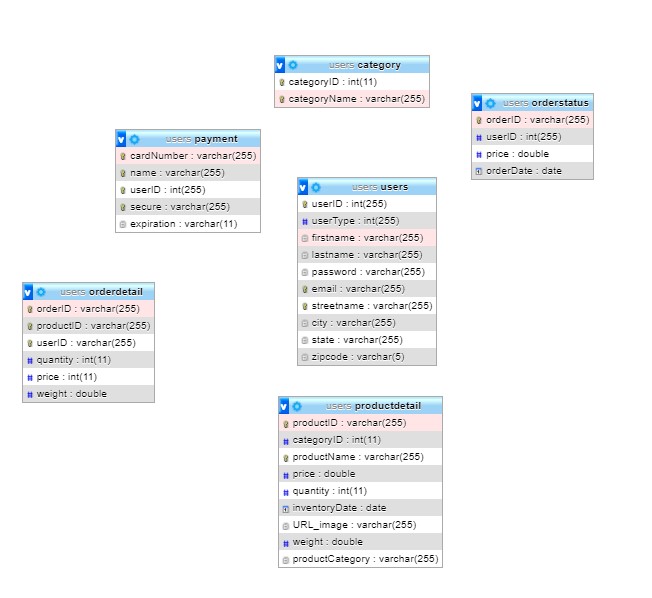 users category
categoryID : int(11)
categoryName : varchar(255)
users orderstatus
orderID : varchar(255)
userID : int(255)
price : double
orderDate : date
users payment
cardNumber : varchar(255)
name : varchar(255)
userID : int(255)
secure : varchar(255)
expiration : varchar(11)
users users
userID : int(255)
userType : int(255)
firstname : varchar(255)
lastname : varchar(255)
password : varchar(255)
email : varchar(255)
streetname : varchar(255)
city : varchar(255)
state : varchar(255)
zipcode : varchar(5)
users orderdetail
orderID : varchar(255)
productID : varchar(255)
userID : varchar(255)
quantity : int(11)
price : int(11)
weight : double
users productdetail
productID : varchar(255)
categoryID : int(11)
productName : varchar(255)
price : double
quantity : int(11)
inventoryDate : date
URL_image : varchar(255)
weight : double
productCategory : varchar(255)